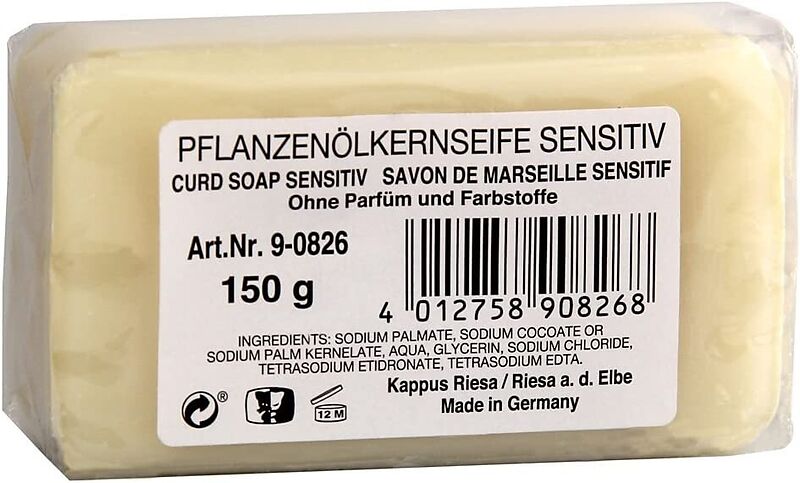 PFLANZENÖLKERNSEIFE SENSITIV
CURD SOAP SENSITIV SAVON DE MARSEILLE SENSITIF
Ohne Parfüm und Farbstoffe
Art.Nr. 9-0826
150 g
4 012758 908268
INGREDIENTS: SODIUM PALMATE, SODIUM COCOATE OR
SODIUM PALM KERNELATE, AQUA, GLYCERIN, SODIUM CHLORIDE,
TETRASODIUM ETIDRONATE, TETRASODIUM EDTA.
Kappus Riesa / Riesa a. d. Elbe
Made in Germany
®
12 M